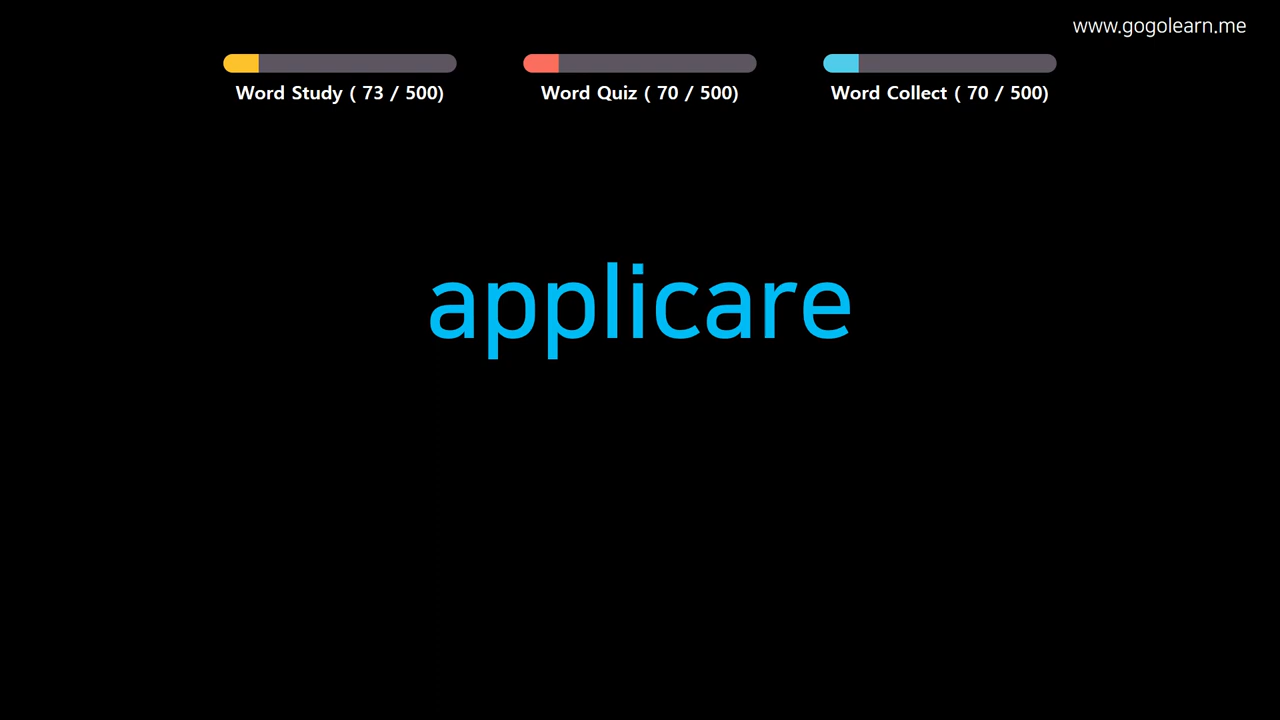 www.gogolearn.me
Word Study ( 73 / 500)
Word Quiz ( 70 / 500)
Word Collect ( 70 / 500)
applicare